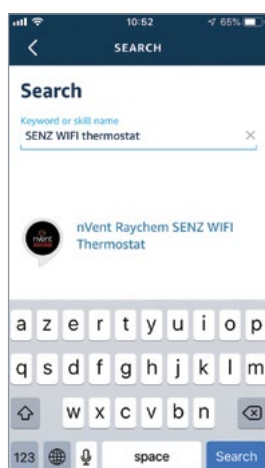 10:52
65%
SEARCH
Search
Keyword or skill name
SENZ WIFI thermostat
nVent
nVent Raychem SENZ WIFI
Thermostat
a z e r t y u i o p
q s d f g h j k l m
w x c v b n
123 space Search